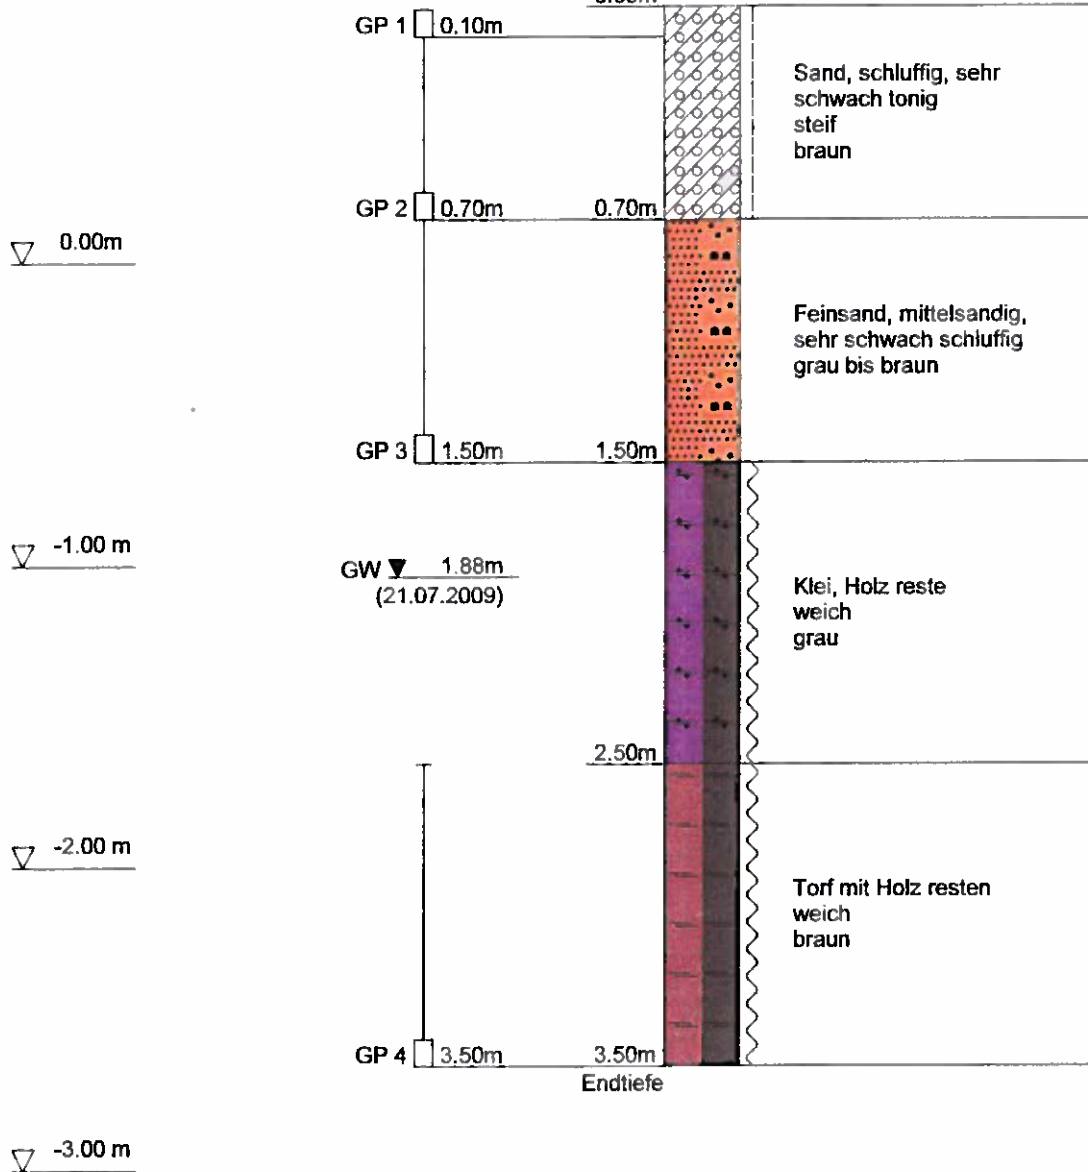 GP 1 0.10m
Sand, schluffig, sehr
schwach tonig
steif
braun
GP 2 0.70m 0.70m
0.00m
Feinsand, mittelsandig,
sehr schwach schluffig
grau bis braun
GP 3 1.50m 1.50m
-1.00 m
GW 1.88m
(21.07.2009)
Klei, Holz reste
weich
grau
2.50m
-2.00 m
Torf mit Holz resten
weich
braun
GP 4 3.50m 3.50m
Endtiefe
-3.00 m